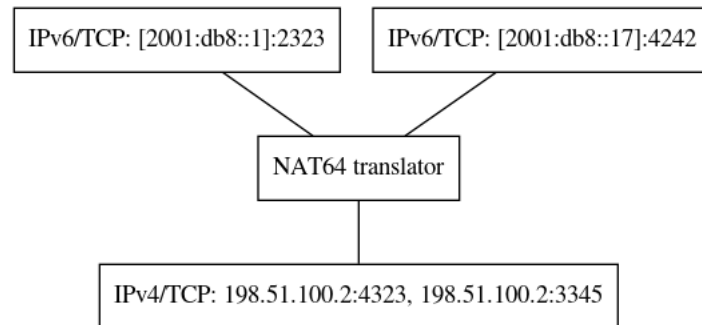 IPv6/TCP: [2001:db8::1]:2323
IPv6/TCP: [2001:db8::17]:4242
NAT64 translator
IPv4/TCP: 198.51.100.2:4323, 198.51.100.2:3345